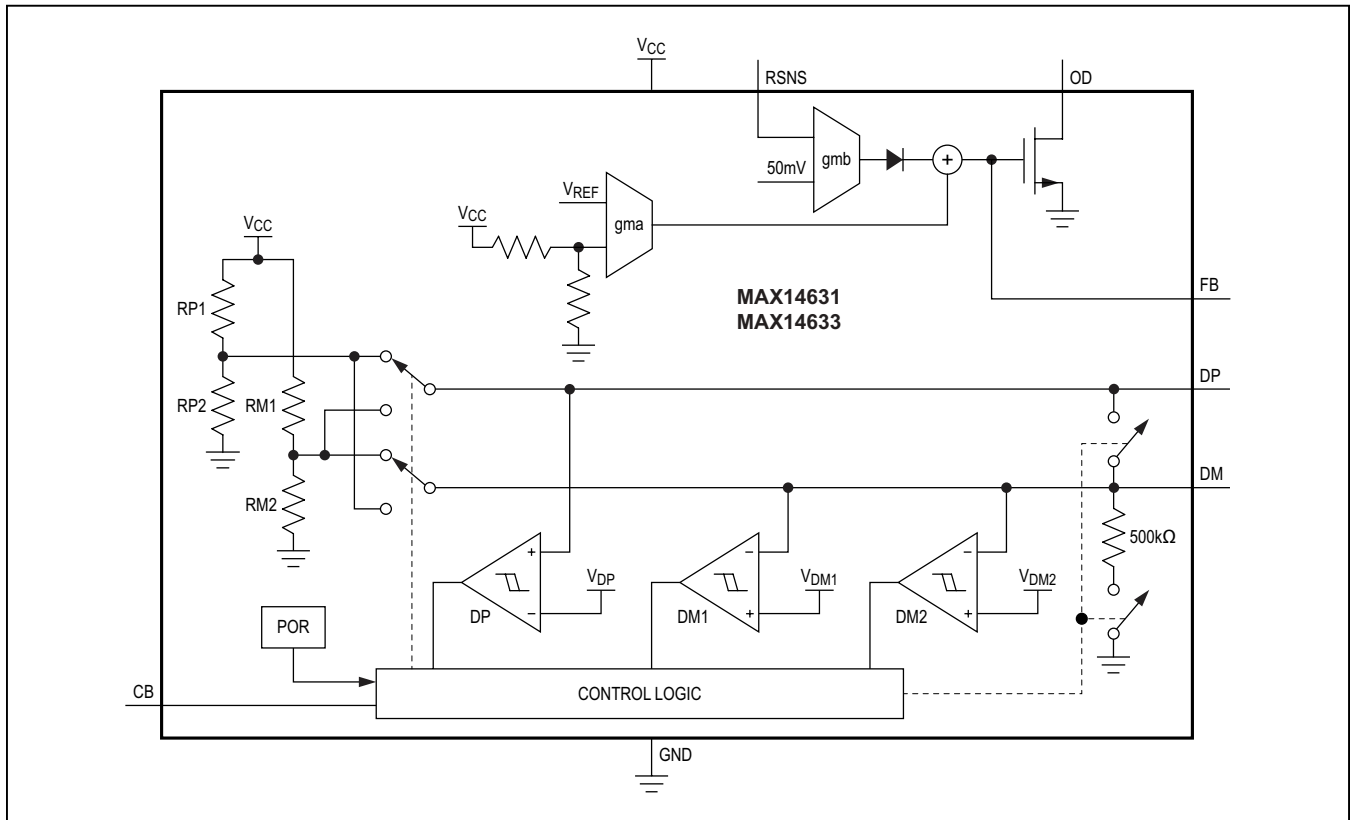 VCC
RSNS
OD
gmb
50mV
+
VREF
gma
VCC
VCC
MAX14631
MAX14633
FB
RP1
DP
RP2
RM1
DM
RM2
500kΩ
+
−
VDP
DP
−
+
VDM1
DM1
−
+
VDM2
DM2
POR
CB
CONTROL LOGIC
GND